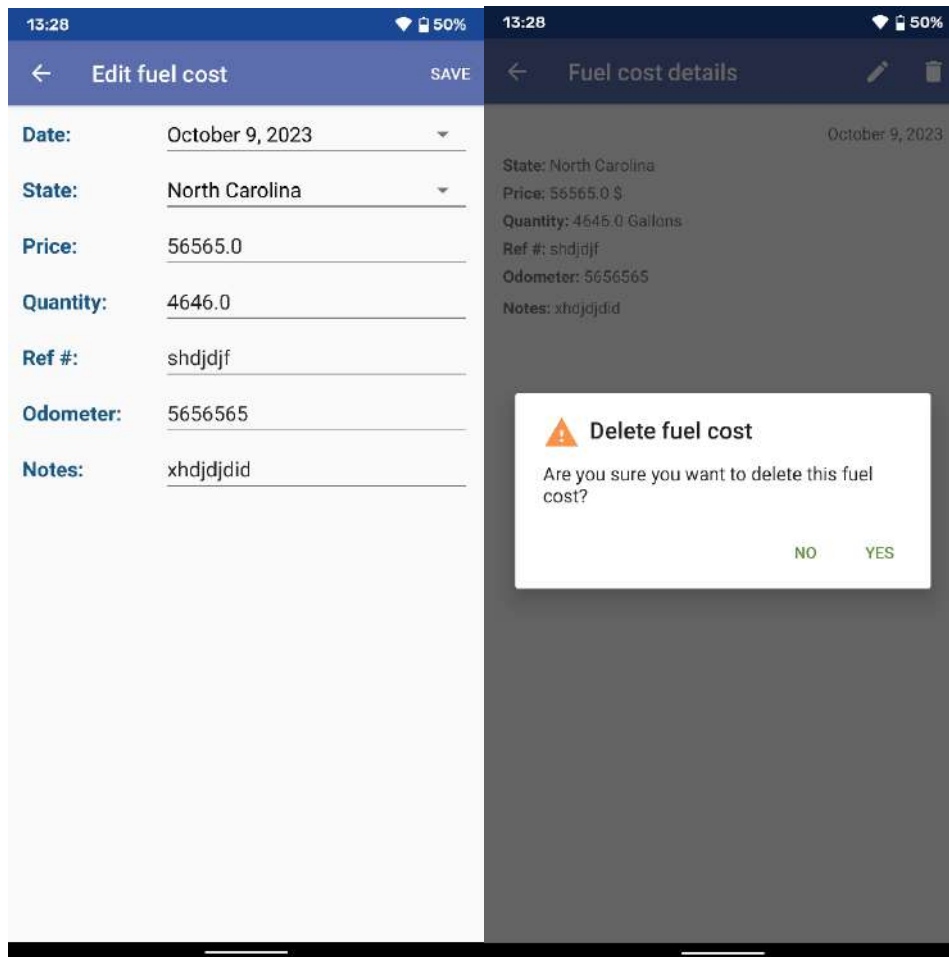 13:28 50%
Edit fuel cost SAVE
Date: October 9, 2023
State: North Carolina
Price: 56565.0
Quantity: 4646.0
Ref #: shdjdjf
Odometer: 5656565
Notes: xhdjdjdid
13:28 50%
Fuel cost details
October 9, 2023
State: North Carolina
Price: 56565.0 $
Quantity: 4646.0 Gallons
Ref #: shdjdjf
Odometer: 5656565
Notes: xhdjdjdid
Delete fuel cost
Are you sure you want to delete this fuel
cost?
NO YES